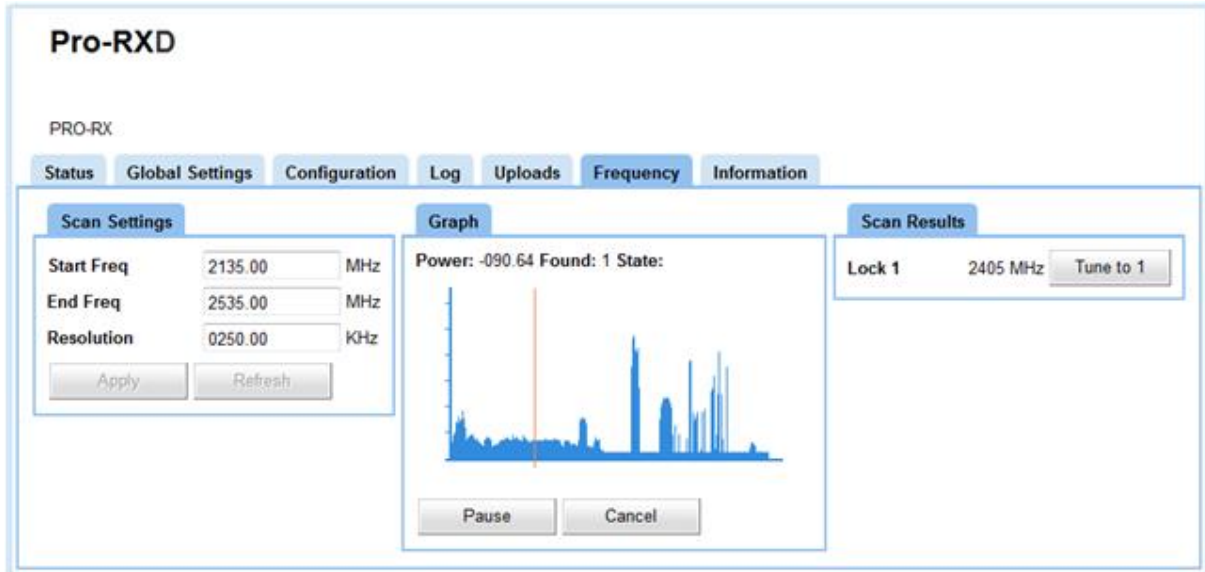 Pro-RXD
PRO-RX
Status Global Settings Configuration Log Uploads Frequency Information
Scan Settings
Start Freq 2135.00 MHz
End Freq 2535.00 MHz
Resolution 0250.00 KHz
Apply Refresh
Graph
Power: -090.64 Found: 1 State:
Pause Cancel
Scan Results
Lock 1 2405 MHz Tune to 1